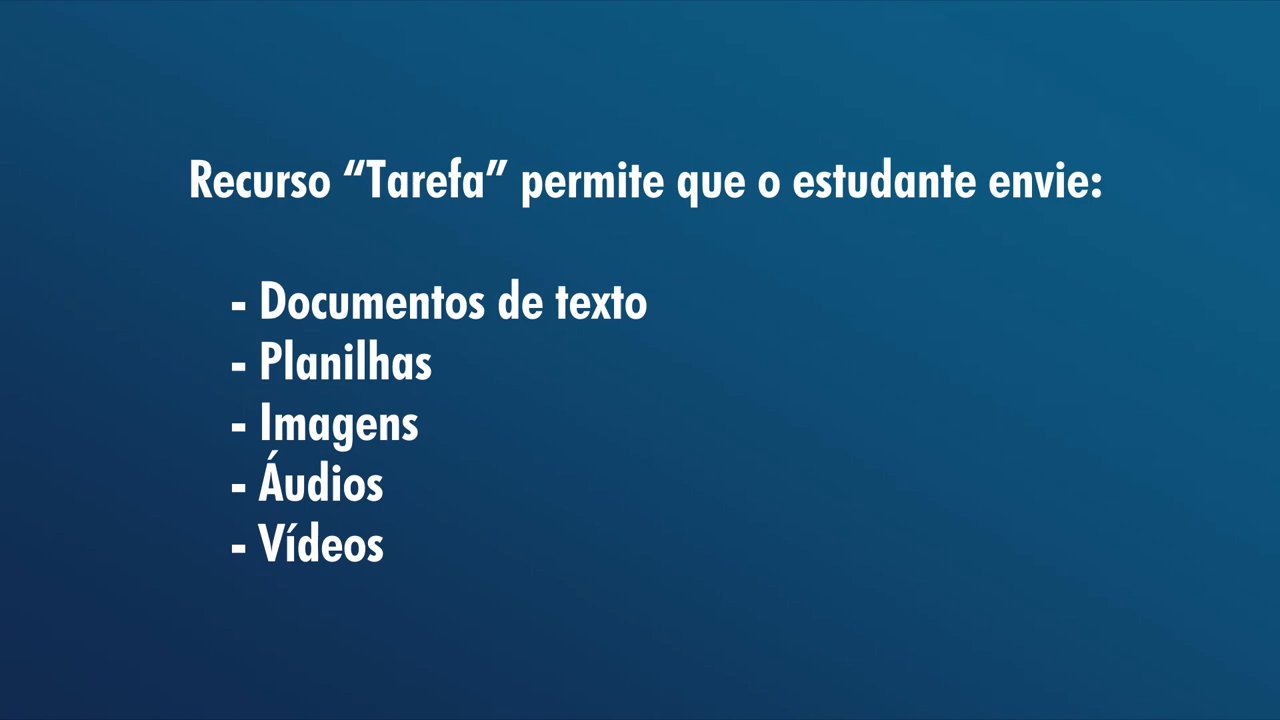 Recurso “Tarefa” permite que o estudante envie:
- Documentos de texto
- Planilhas
- Imagens
- Áudios
- Vídeos